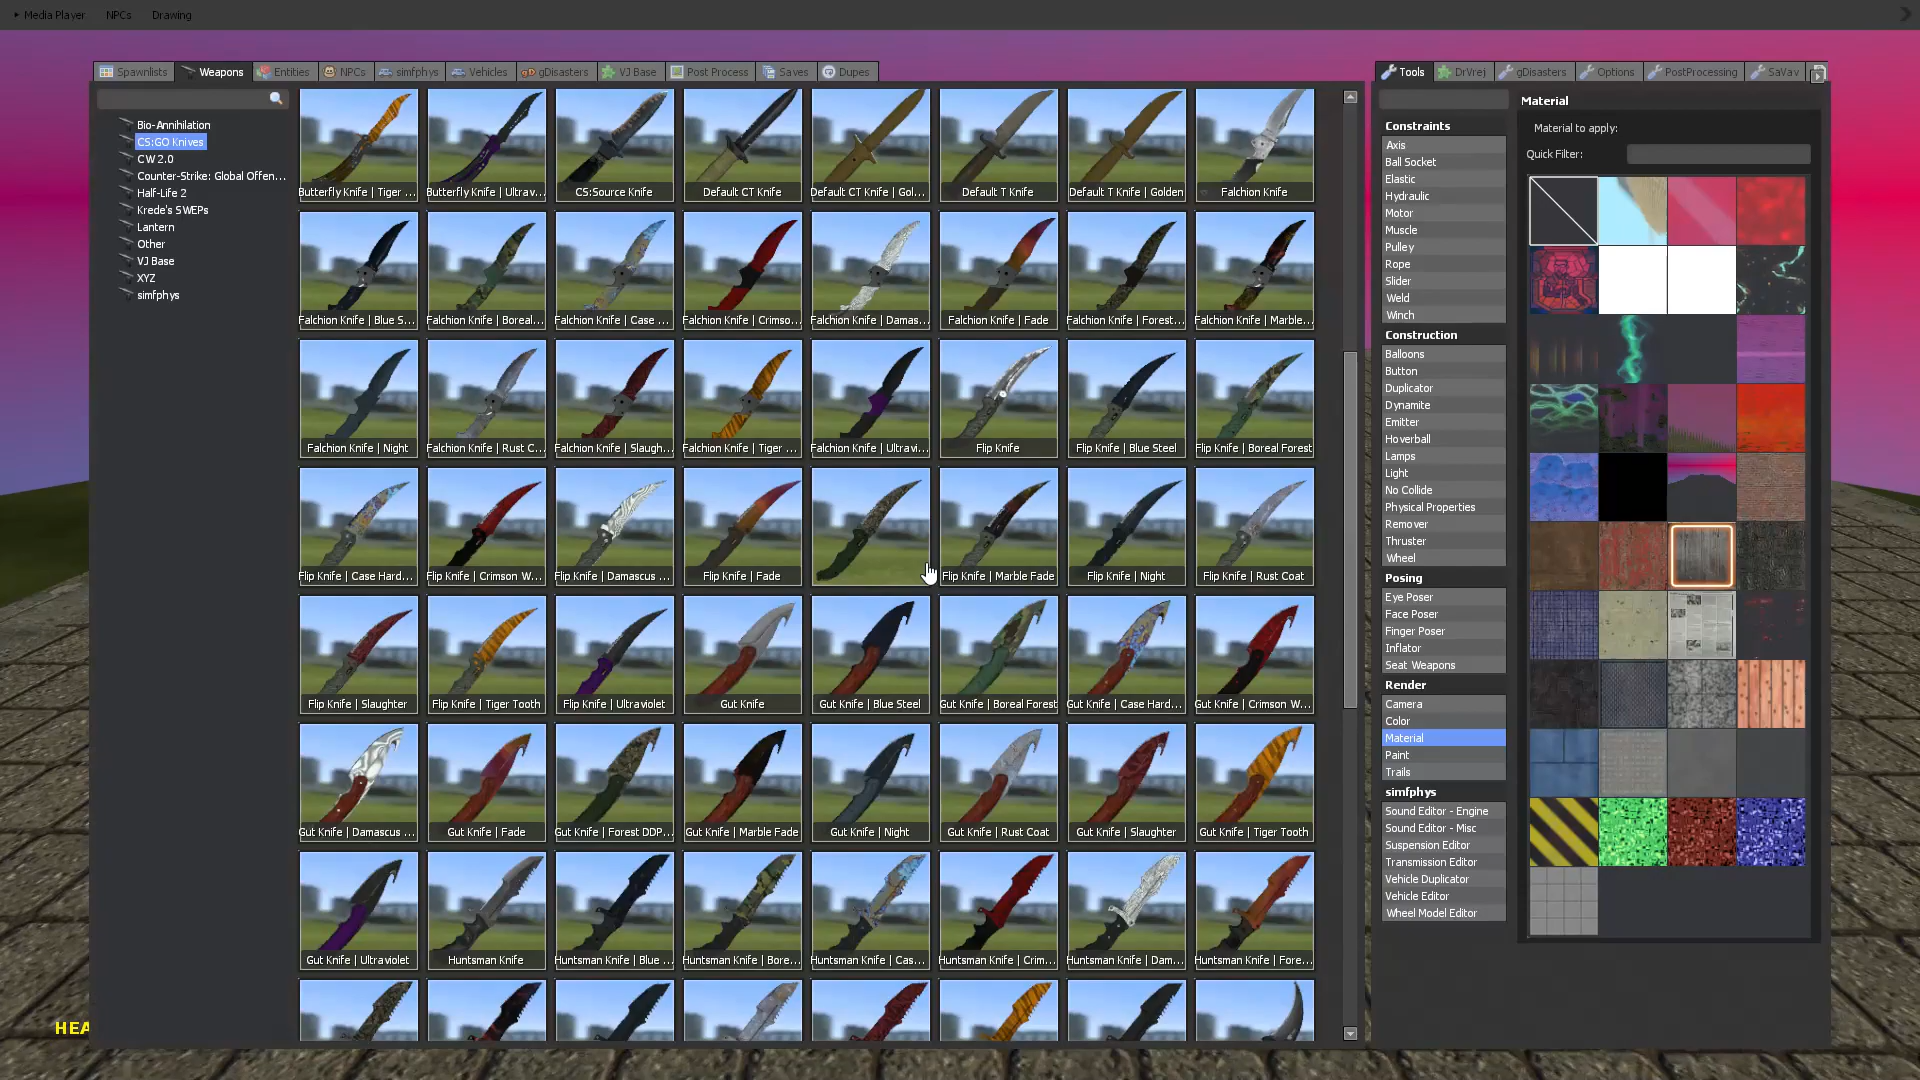 Media Player NPCs Drawing
Spawnlists Weapons Entities NPCs simfphys Vehicles gDisasters VJ Base Post Process Saves Dupes
Tools DrVrej gDisasters Options PostProcessing SaVav
Bio-Annihilation
CS:GO Knives
CW 2.0
Counter-Strike: Global Offen...
Half-Life 2
Krede's SWEPs
Lantern
Other
VJ Base
XYZ
simfphys
Butterfly Knife | Tiger ... Butterfly Knife | Ultrav... CS:Source Knife Default CT Knife Default CT Knife | Gol... Default T Knife Default T Knife | Golden Falchion Knife
Falchion Knife | Blue S... Falchion Knife | Boreal... Falchion Knife | Case ... Falchion Knife | Crimso... Falchion Knife | Damas... Falchion Knife | Fade Falchion Knife | Forest... Falchion Knife | Marble...
Falchion Knife | Night Falchion Knife | Rust C... Falchion Knife | Slaugh... Falchion Knife | Tiger ... Falchion Knife | Ultravi... Flip Knife Flip Knife | Blue Steel Flip Knife | Boreal Forest
Flip Knife | Case Hard... Flip Knife | Crimson W... Flip Knife | Damascus ... Flip Knife | Fade Flip Knife | Marble Fade Flip Knife | Night Flip Knife | Rust Coat
Flip Knife | Slaughter Flip Knife | Tiger Tooth Flip Knife | Ultraviolet Gut Knife Gut Knife | Blue Steel Gut Knife | Boreal Forest Gut Knife | Case Hard... Gut Knife | Crimson W...
Gut Knife | Damascus ... Gut Knife | Fade Gut Knife | Forest DDP... Gut Knife | Marble Fade Gut Knife | Night Gut Knife | Rust Coat Gut Knife | Slaughter Gut Knife | Tiger Tooth
Gut Knife | Ultraviolet Huntsman Knife Huntsman Knife | Blue ... Huntsman Knife | Bore... Huntsman Knife | Cas... Huntsman Knife | Crim... Huntsman Knife | Dam... Huntsman Knife | Fore...
HEA
Constraints
Axis
Ball Socket
Elastic
Hydraulic
Motor
Muscle
Pulley
Rope
Slider
Weld
Winch
Construction
Balloons
Button
Duplicator
Dynamite
Emitter
Hoverball
Lamps
Light
No Collide
Physical Properties
Remover
Thruster
Wheel
Posing
Eye Poser
Face Poser
Finger Poser
Inflator
Seat Weapons
Render
Camera
Color
Material
Paint
Trails
simfphys
Sound Editor - Engine
Sound Editor - Misc
Suspension Editor
Transmission Editor
Vehicle Duplicator
Vehicle Editor
Wheel Model Editor
Material
Material to apply:
Quick Filter: